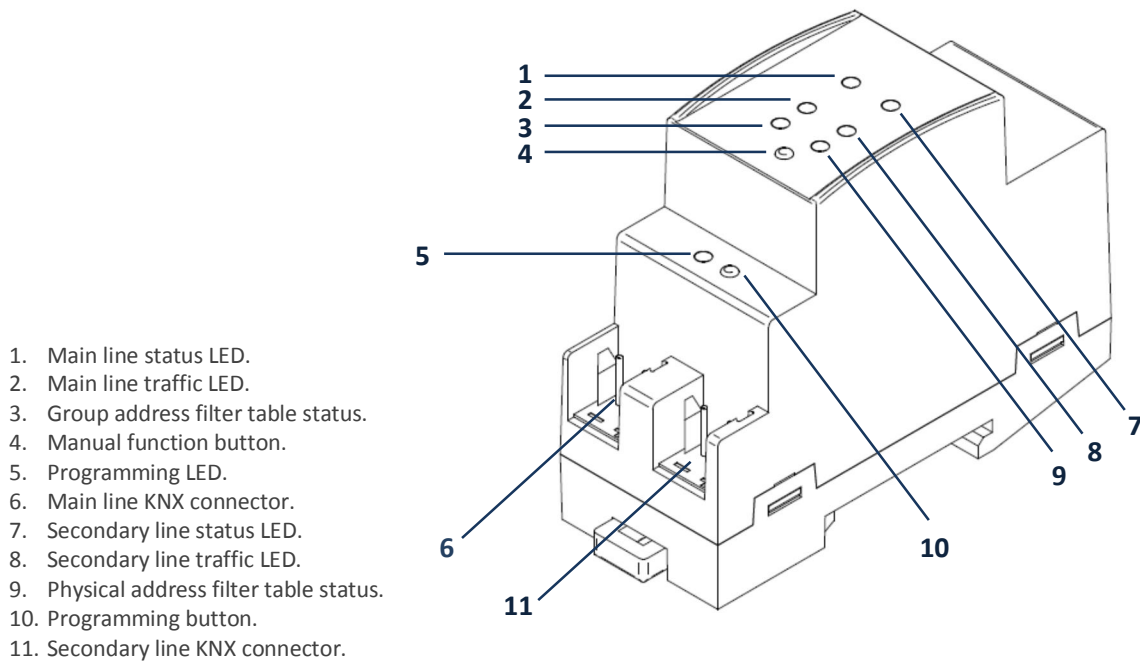 1
2
3
4
5
6
11
10
9
8
7
1. Main line status LED.
2. Main line traffic LED.
3. Group address filter table status.
4. Manual function button.
5. Programming LED.
6. Main line KNX connector.
7. Secondary line status LED.
8. Secondary line traffic LED.
9. Physical address filter table status.
10. Programming button.
11. Secondary line KNX connector.